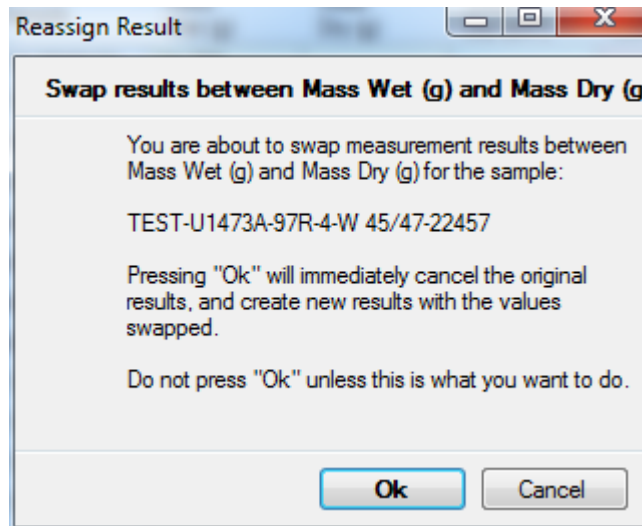 Reassign Result
Swap results between Mass Wet (g) and Mass Dry (g
You are about to swap measurement results between
Mass Wet (g) and Mass Dry (g) for the sample:
TEST-U1473A-97R-4-W 45/47-22457
Pressing "Ok" will immediately cancel the original
results, and create new results with the values
swapped.
Do not press "Ok" unless this is what you want to do.
Ok
Cancel